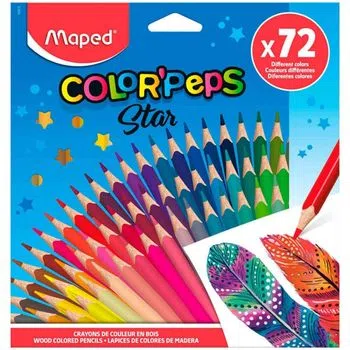 Maped
x72
Different colors
Couleurs différentes
Diferentes colores
COLOR'PEPS
Star
CRAYONS DE COULEUR EN BOIS
WOOD COLORED PENCILS • LAPICES DE COLORES DE MADERA